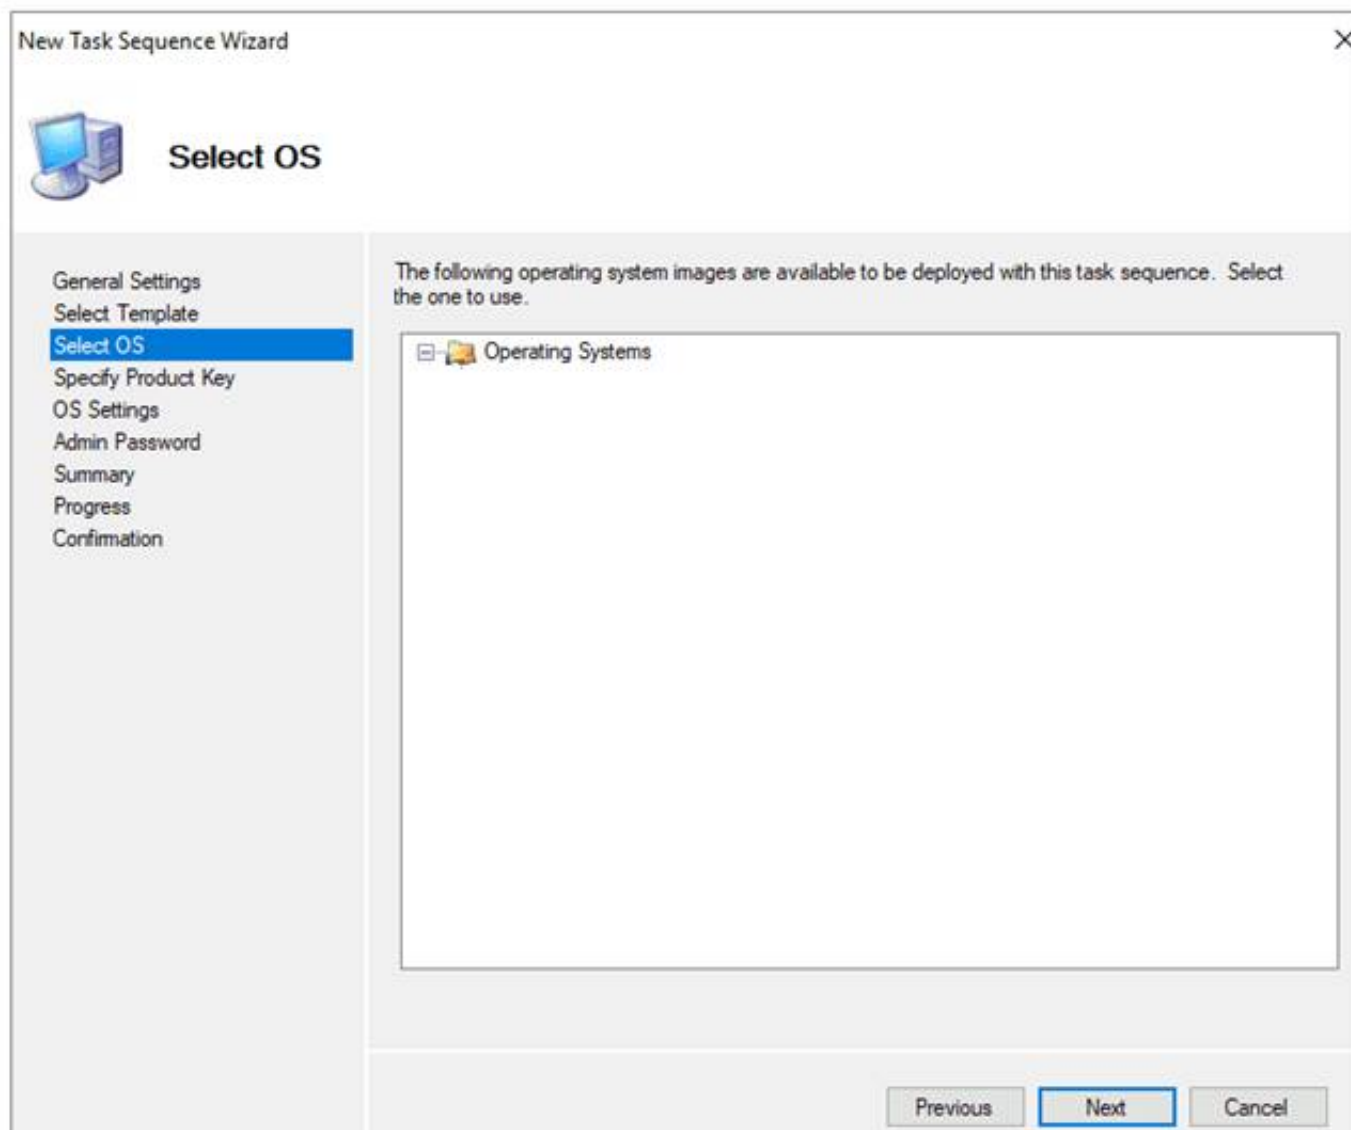 New Task Sequence Wizard
Select OS
General Settings
Select Template
Select OS
Specify Product Key
OS Settings
Admin Password
Summary
Progress
Confirmation
The following operating system images are available to be deployed with this task sequence.  Select
the one to use.
Operating Systems
Previous
Next
Cancel